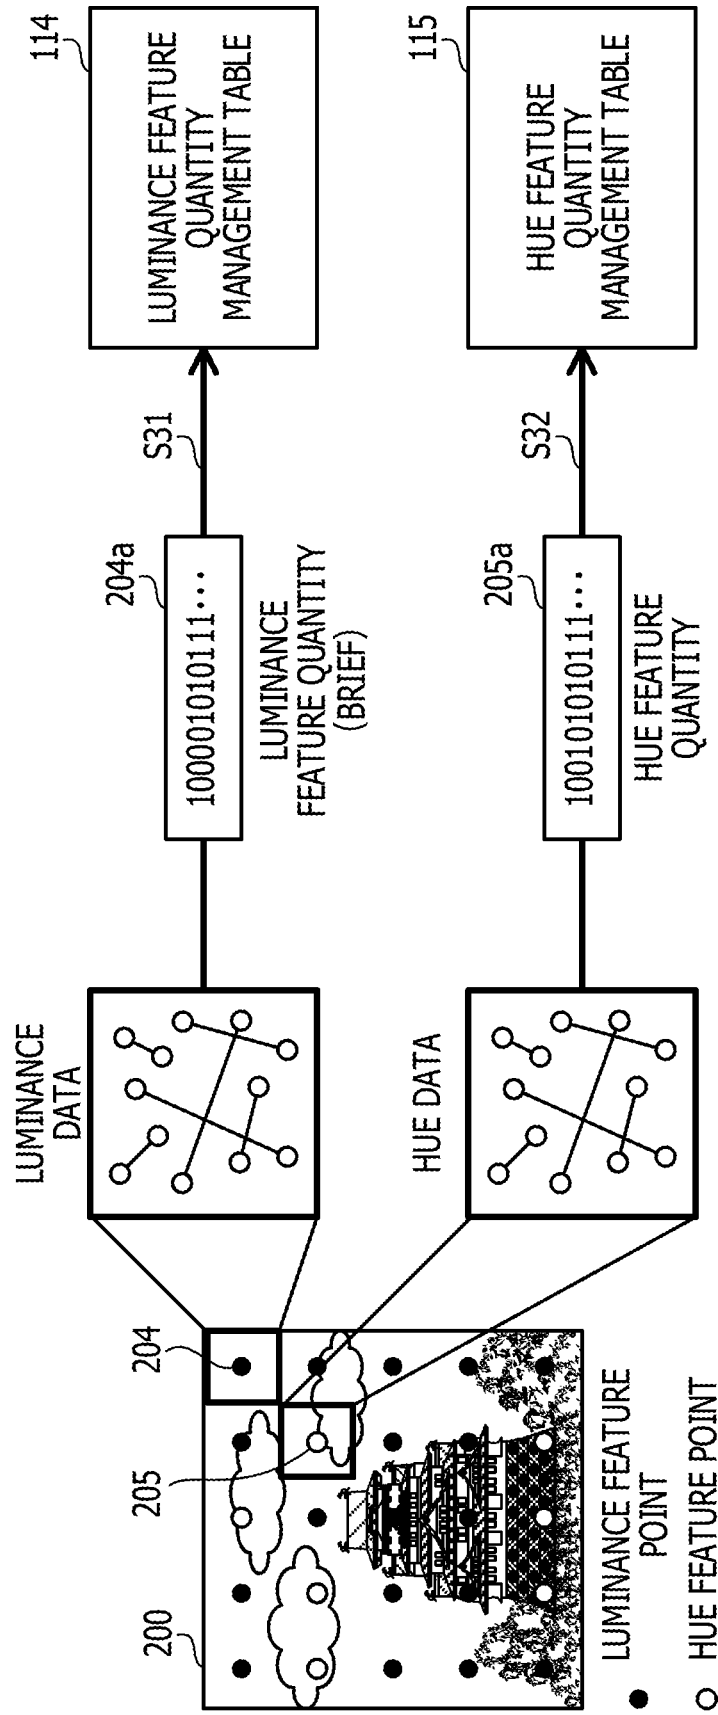 200
205
204
LUMINANCE
DATA
204a
100001010111...
LUMINANCE
FEATURE QUANTITY
(BRIEF)
S31
114
LUMINANCE FEATURE
QUANTITY
MANAGEMENT TABLE
HUE DATA
205a
100101010111...
HUE FEATURE
QUANTITY
S32
115
HUE FEATURE
QUANTITY
MANAGEMENT TABLE
LUMINANCE FEATURE
POINT
HUE FEATURE POINT